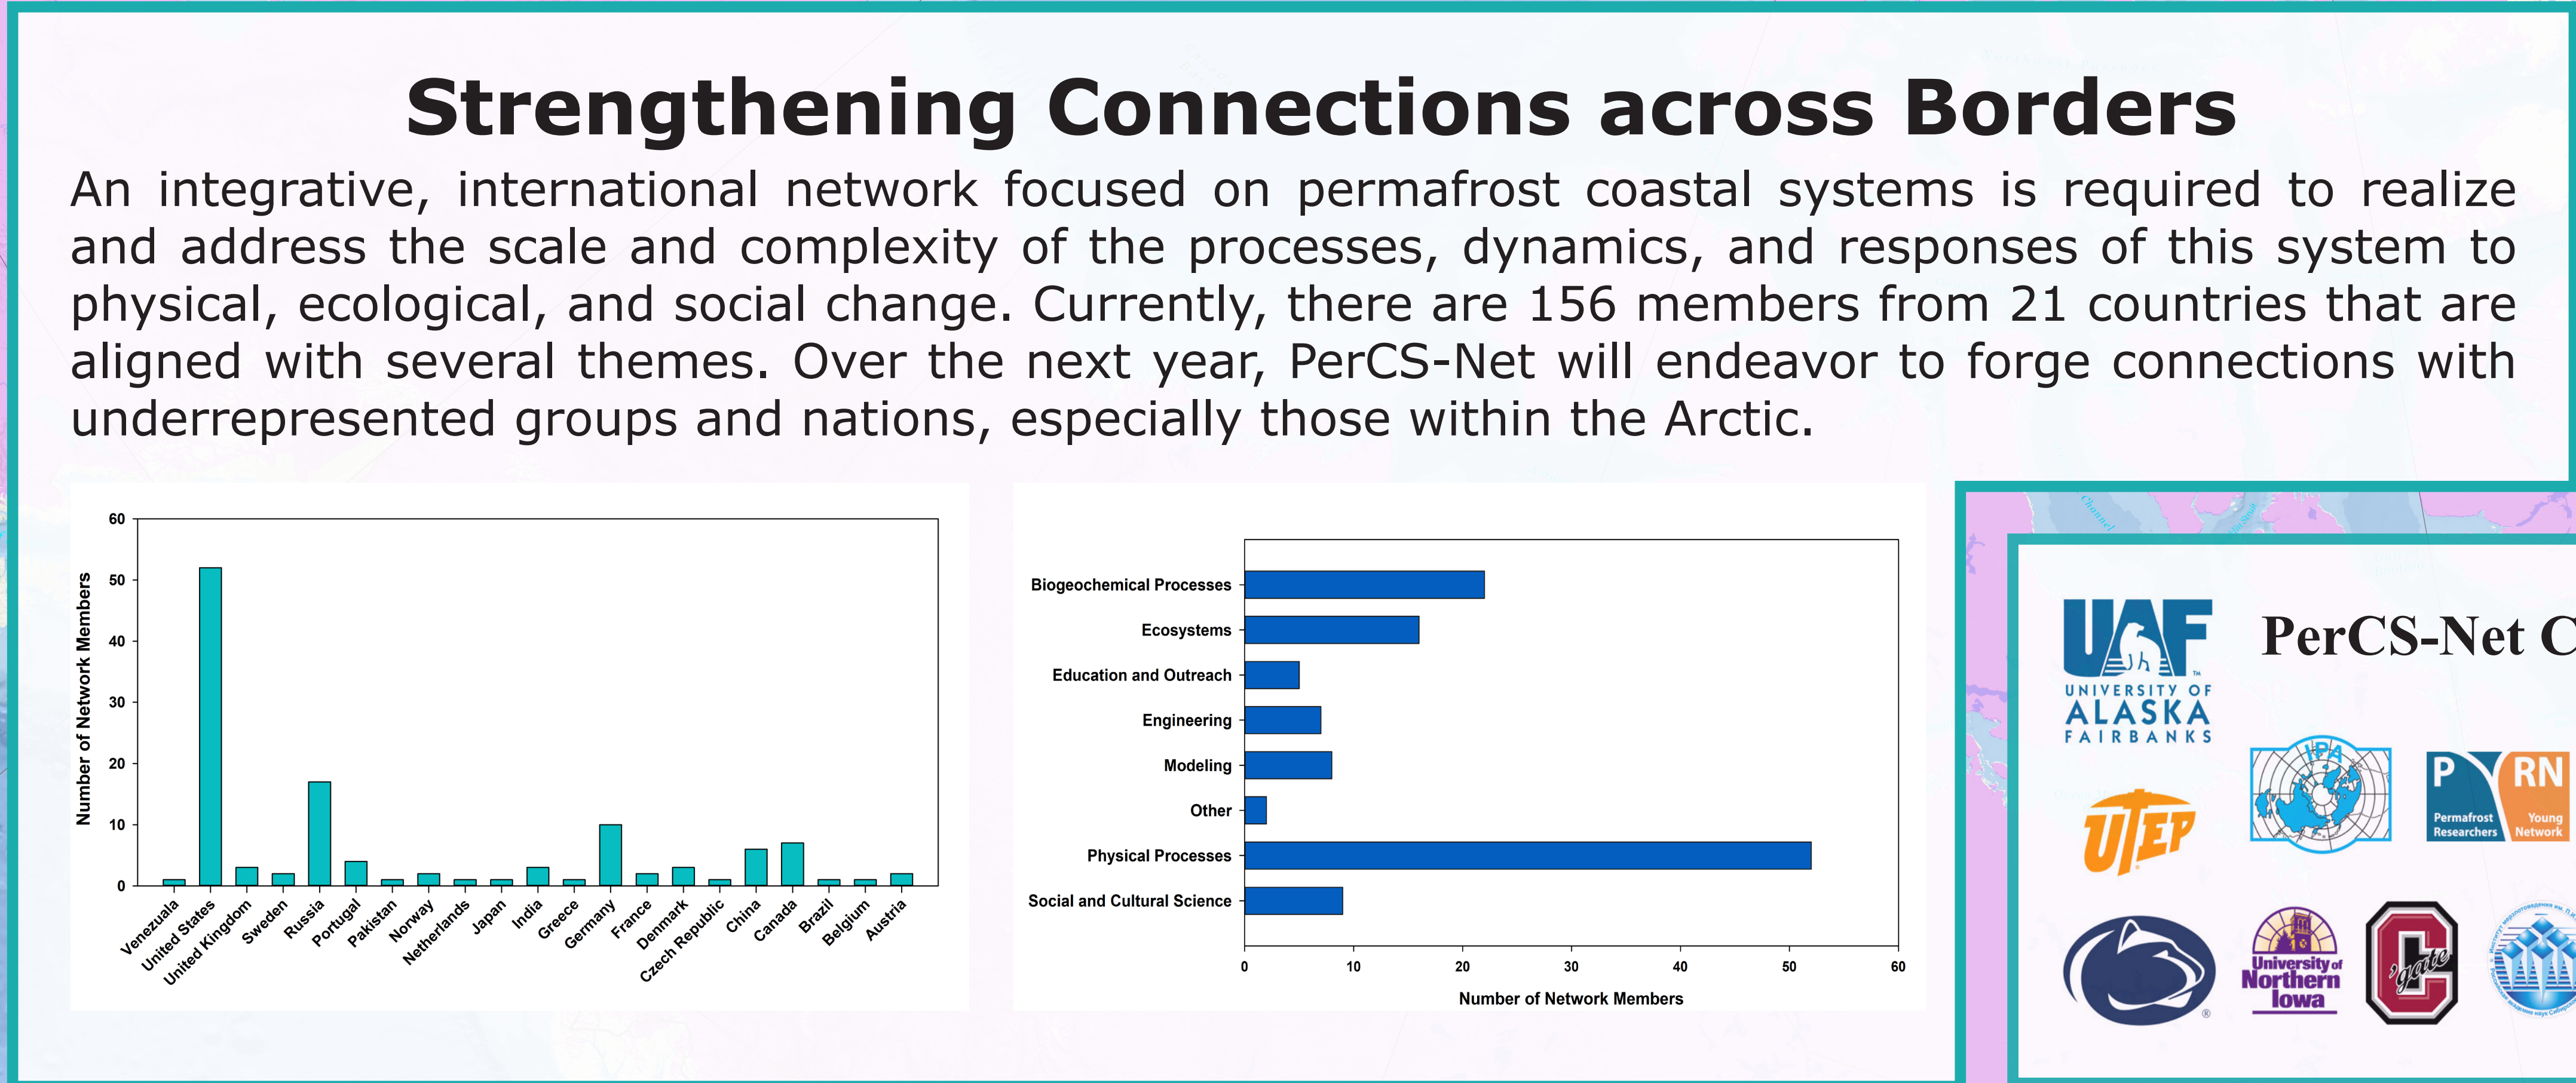 Strengthening Connections across Borders
An integrative, international network focused on permafrost coastal systems is required to realize
and address the scale and complexity of the processes, dynamics, and responses of this system to
physical, ecological, and social change. Currently, there are 156 members from 21 countries that are
aligned with several themes. Over the next year, PerCS-Net will endeavor to forge connections with
underrepresented groups and nations, especially those within the Arctic.
Number of Network Members
60
50
40
30
20
10
0
Venezuala
United States
United Kingdom
Sweden
Russia
Portugal
Pakistan
Norway
Netherlands
Japan
India
Greece
Germany
France
Denmark
Czech Republic
China
Canada
Brazil
Belgium
Austria
Biogeochemical Processes
Ecosystems
Education and Outreach
Engineering
Modeling
Other
Physical Processes
Social and Cultural Science
0 10 20 30 40 50 60
Number of Network Members
Channel
UAF
TM
UNIVERSITY OF
ALASKA
FAIRBANKS
PerCS-Net C
IPA
P RN
Permafrost Young
Researchers Network
UTEP
®
University of
Northern
Iowa
C
'gate